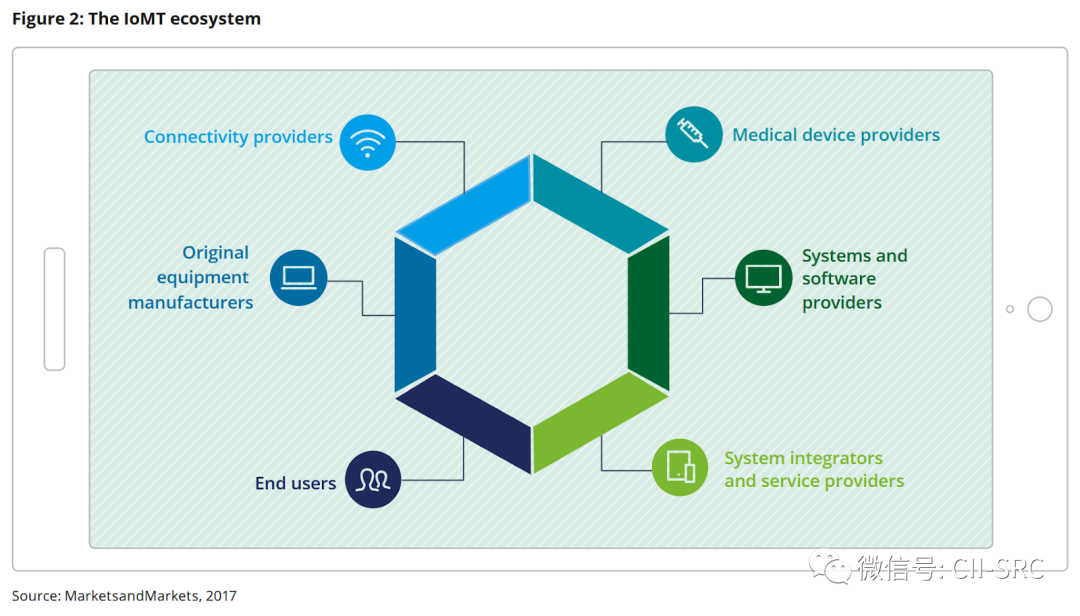 Figure 2: The IoMT ecosystem
Connectivity providers
Medical device providers
Original
equipment
manufacturers
Systems and
software
providers
End users
System integrators
and service providers
微信号: CII-SRC
Source: MarketsandMarkets, 2017